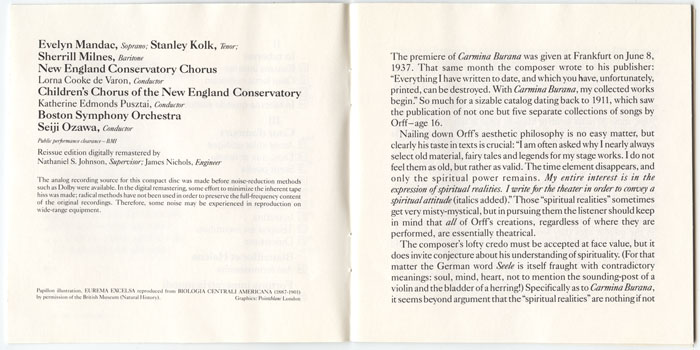 Evelyn Mandac, Soprano; Stanley Kolk, Tenor;
Sherrill Milnes, Baritone
New England Conservatory Chorus
Lorna Cooke de Varon, Conductor
Children's Chorus of the New England Conservatory
Katherine Edmonds Pusztai, Conductor
Boston Symphony Orchestra
Seiji Ozawa, Conductor
Public performance clearance—BMI
Reissue edition digitally remastered by
Nathaniel S. Johnson, Supervisor; James Nichols, Engineer
The analog recording source for this compact disc was made before noise-reduction methods
such as Dolby were available. In the digital remastering, some effort to minimize the inherent tape
hiss was made; radical methods have not been used in order to preserve the full-frequency content
of the original recordings. Therefore, some noise may be experienced in reproduction on
wide-range equipment.
Papillon illustration, EUREMA EXCELSA reproduced from BIOLOGIA CENTRALI AMERICANA (1887-1901)
by permission of the British Museum (Natural History).
Graphics: Pointblanc London
The premiere of Carmina Burana was given at Frankfurt on June 8,
1937. That same month the composer wrote to his publisher:
“Everything I have written to date, and which you have, unfortunately,
printed, can be destroyed. With Carmina Burana, my collected works
begin.” So much for a sizable catalog dating back to 1911, which saw
the publication of not one but five separate collections of songs by
Orff–age 16.
Nailing down Orff's aesthetic philosophy is no easy matter, but
clearly his taste in texts is crucial: “I am often asked why I nearly always
select old material, fairy tales and legends for my stage works. I do not
feel them as old, but rather as valid. The time element disappears, and
only the spiritual power remains. My entire interest is in the
expression of spiritual realities. I write for the theater in order to convey a
spiritual attitude (italics added).” Those “spiritual realities” sometimes
get very misty-mystical, but in pursuing them the listener should keep
in mind that all of Orff's creations, regardless of where they are
performed, are essentially theatrical.
The composer's lofty credo must be accepted at face value, but it
does invite conjecture about his understanding of spirituality. (For that
matter the German word Seele is itself fraught with contradictory
meanings: soul, mind, heart, not to mention the sounding-post of a
violin and the bladder of a herring!) Specifically as to Carmina Burana,
it seems beyond argument that the “spiritual realities” are nothing if not